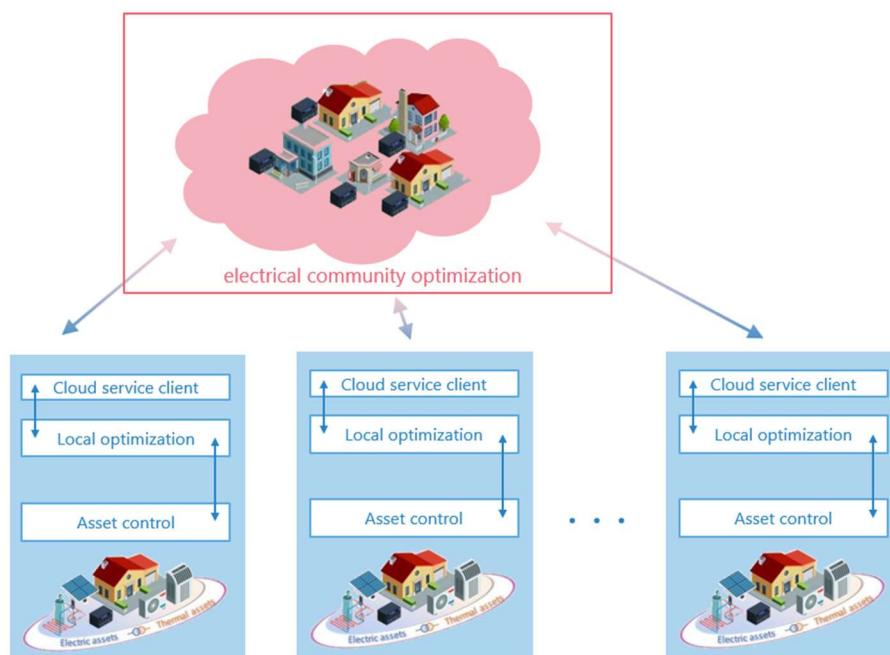 electrical community optimization
Cloud service client
Local optimization
Asset control
Electric assets
Thermal assets
Cloud service client
Local optimization
Asset control
Electric assets
Thermal assets
. . .
Cloud service client
Local optimization
Asset control
Electric assets
Thermal assets